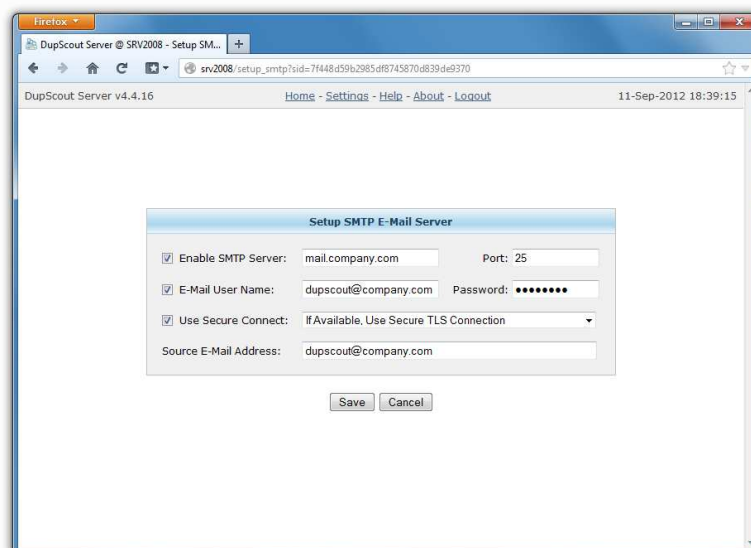 Firefox
DupScout Server @ SRV2008 - Setup SM...
srv2008/setup_smtp?sid=7f448d59b2985df8745870d839de9370
DupScout Server v4.4.16 Home - Settings - Help - About - Logout 11-Sep-2012 18:39:15
Setup SMTP E-Mail Server
Enable SMTP Server: mail.company.com Port: 25
E-Mail User Name: dupscout@company.com Password: ●●●●●●●●
Use Secure Connect: If Available, Use Secure TLS Connection
Source E-Mail Address: dupscout@company.com
Save Cancel